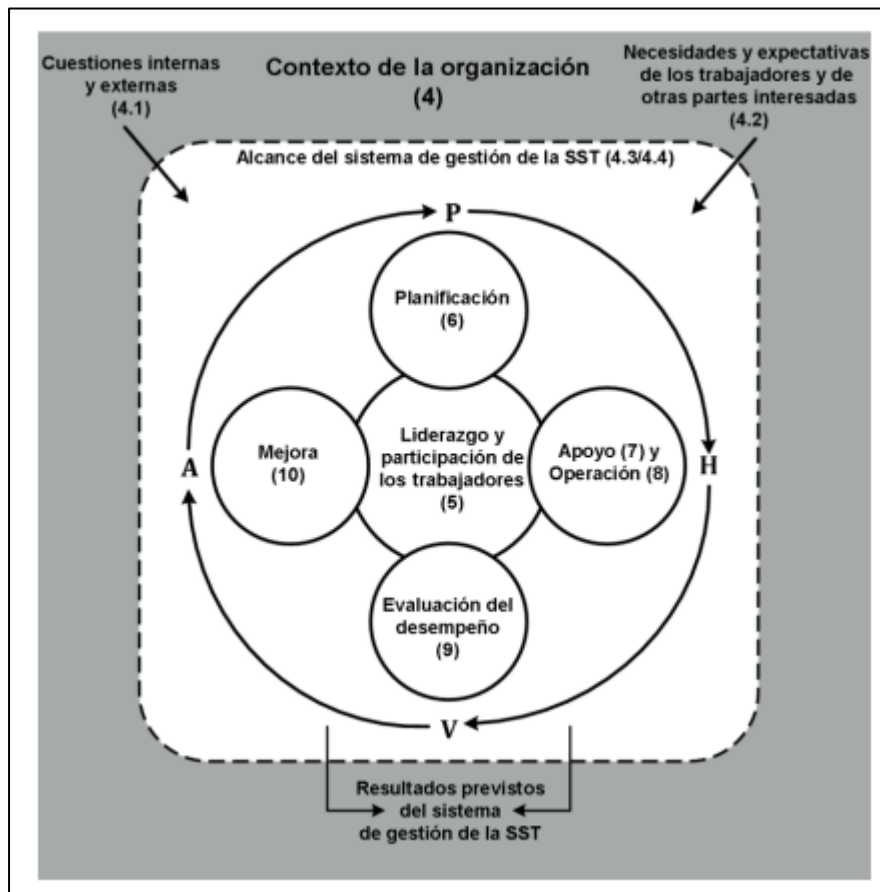 Cuestiones internas
y externas
(4.1)
Contexto de la organización
(4)
Necesidades y expectativas
de los trabajadores y de
otras partes interesadas
(4.2)
Alcance del sistema de gestión de la SST (4.3/4.4)
P
Planificación
(6)
A
Mejora
(10)
Liderazgo y
participación de
los trabajadores
(5)
Apoyo (7) y
Operación (8)
H
Evaluación del
desempeño
(9)
V
Resultados previstos
del sistema
de gestión de la SST